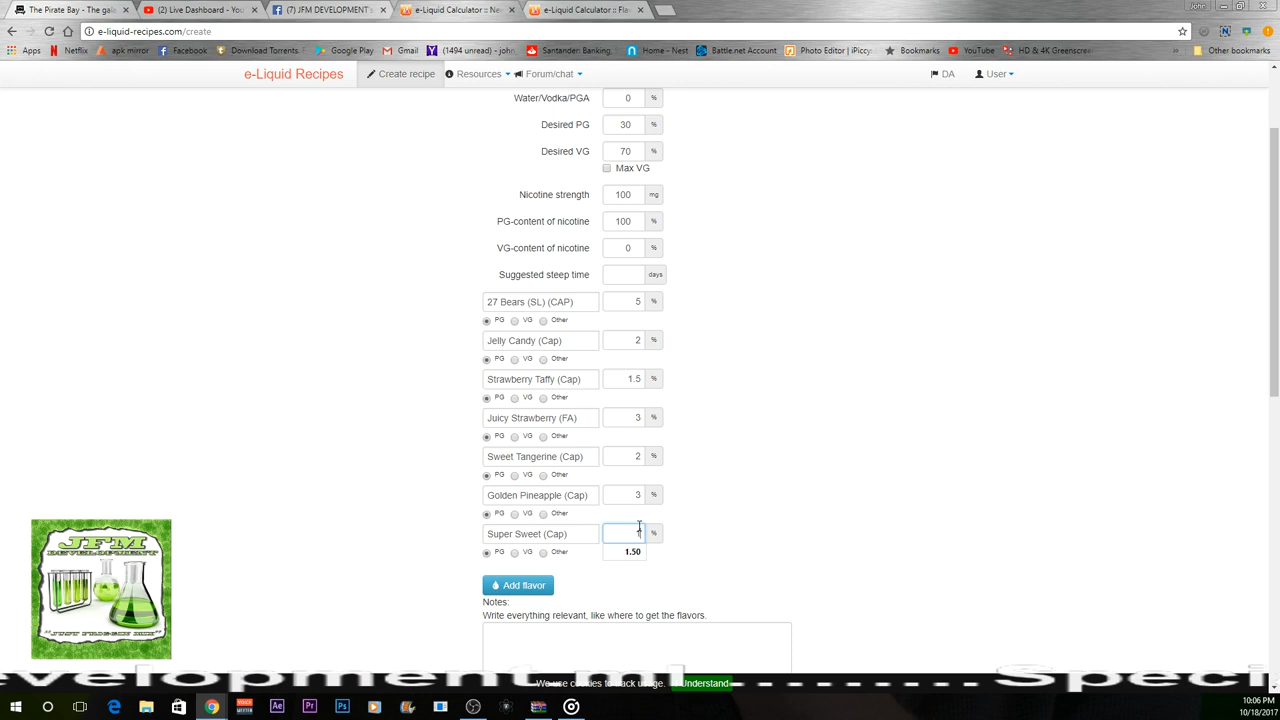 The Pirate Bay - The gala
(2) Live Dashboard - You
(7) JFM DEVELOPMENT's
e-Liquid Calculator :: Ne
e-Liquid Calculator :: Fla
John
e-liquid-recipes.com/create
Apps Netflix apk mirror Facebook Download Torrents Google Play Gmail (1494 unread) - john Santander: Banking, Home - Nest Battle.net Account Photo Editor | iPiccy: Bookmarks YouTube HD & 4K Greenscre Other bookmarks
e-Liquid Recipes Create recipe Resources Forum/chat DA User
Water/Vodka/PGA 0 %
Desired PG 30 %
Desired VG 70 %
Max VG
Nicotine strength 100 mg
PG-content of nicotine 100 %
VG-content of nicotine 0 %
Suggested steep time days
27 Bears (SL) (CAP) 5 %
PG VG Other
Jelly Candy (Cap) 2 %
PG VG Other
Strawberry Taffy (Cap) 1.5 %
PG VG Other
Juicy Strawberry (FA) 3 %
PG VG Other
Sweet Tangerine (Cap) 2 %
PG VG Other
Golden Pineapple (Cap) 3 %
PG VG Other
Super Sweet (Cap) 1 %
PG VG Other 1.50
Add flavor
Notes:
Write everything relevant, like where to get the flavors.
JFM
DEVELOPMENT
We use cookies to track usage. I Understand
10:06 PM
10/18/2017